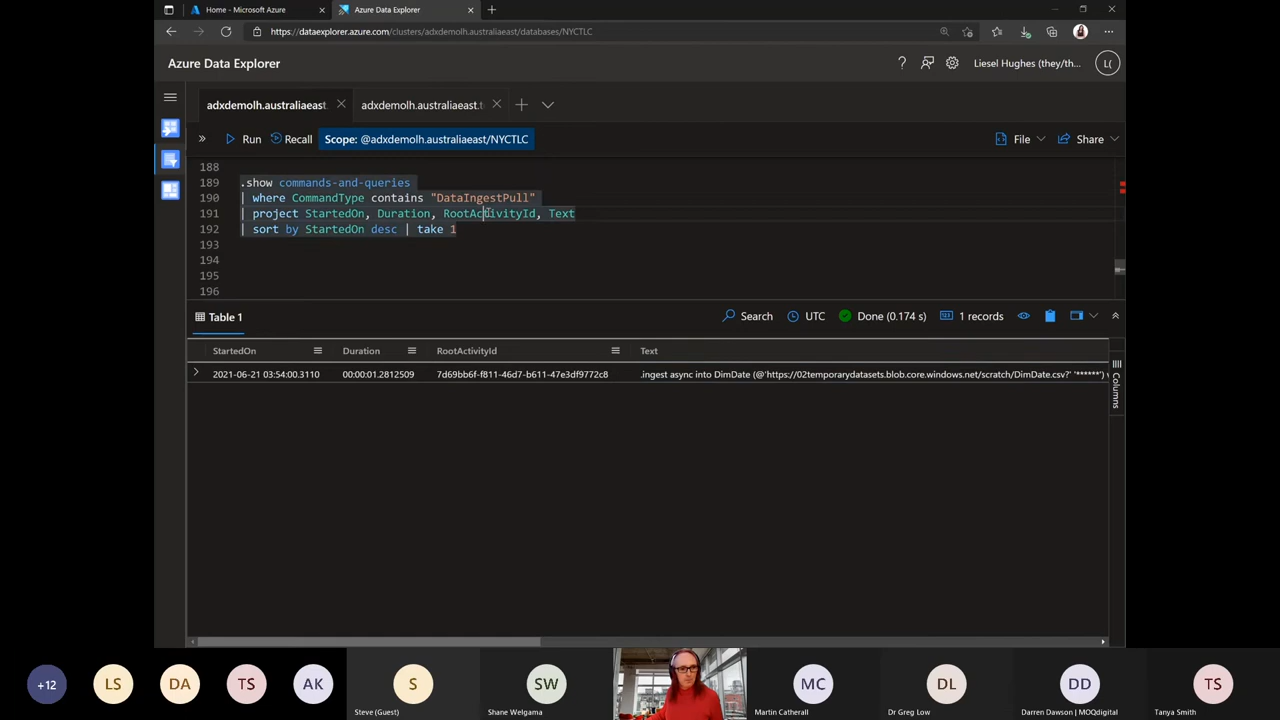 Home - Microsoft Azure
Azure Data Explorer
https://dataexplorer.azure.com/clusters/adxdemolh.australiaeast/databases/NYCTLC
Azure Data Explorer
Liesel Hughes (they/th...
L(
adxdemolh.australiaeast
adxdemolh.australiaeast.t
Run
Recall
Scope: @adxdemolh.australiaeast/NYCTLC
File
Share
188
189 .show commands-and-queries
190 | where CommandType contains "DataIngestPull"
191 | project StartedOn, Duration, RootActivityId, Text
192 | sort by StartedOn desc | take 1
193
194
195
196
Table 1
Search
UTC
Done (0.174 s)
1 records
StartedOn Duration RootActivityId Text
2021-06-21 03:54:00.3110 00:00:01.2812509 7d69bb6f-f811-46d7-b611-47e3df9772c8 .ingest async into DimDate (@'https://02temporarydatasets.blob.core.windows.net/scratch/DimDate.csv?' '******')
Columns
+12
LS
DA
TS
AK
S
Steve (Guest)
SW
Shane Welgama
MC
Martin Catherall
DL
Dr Greg Low
DD
Darren Dawson | MOQdigital
TS
Tanya Smith